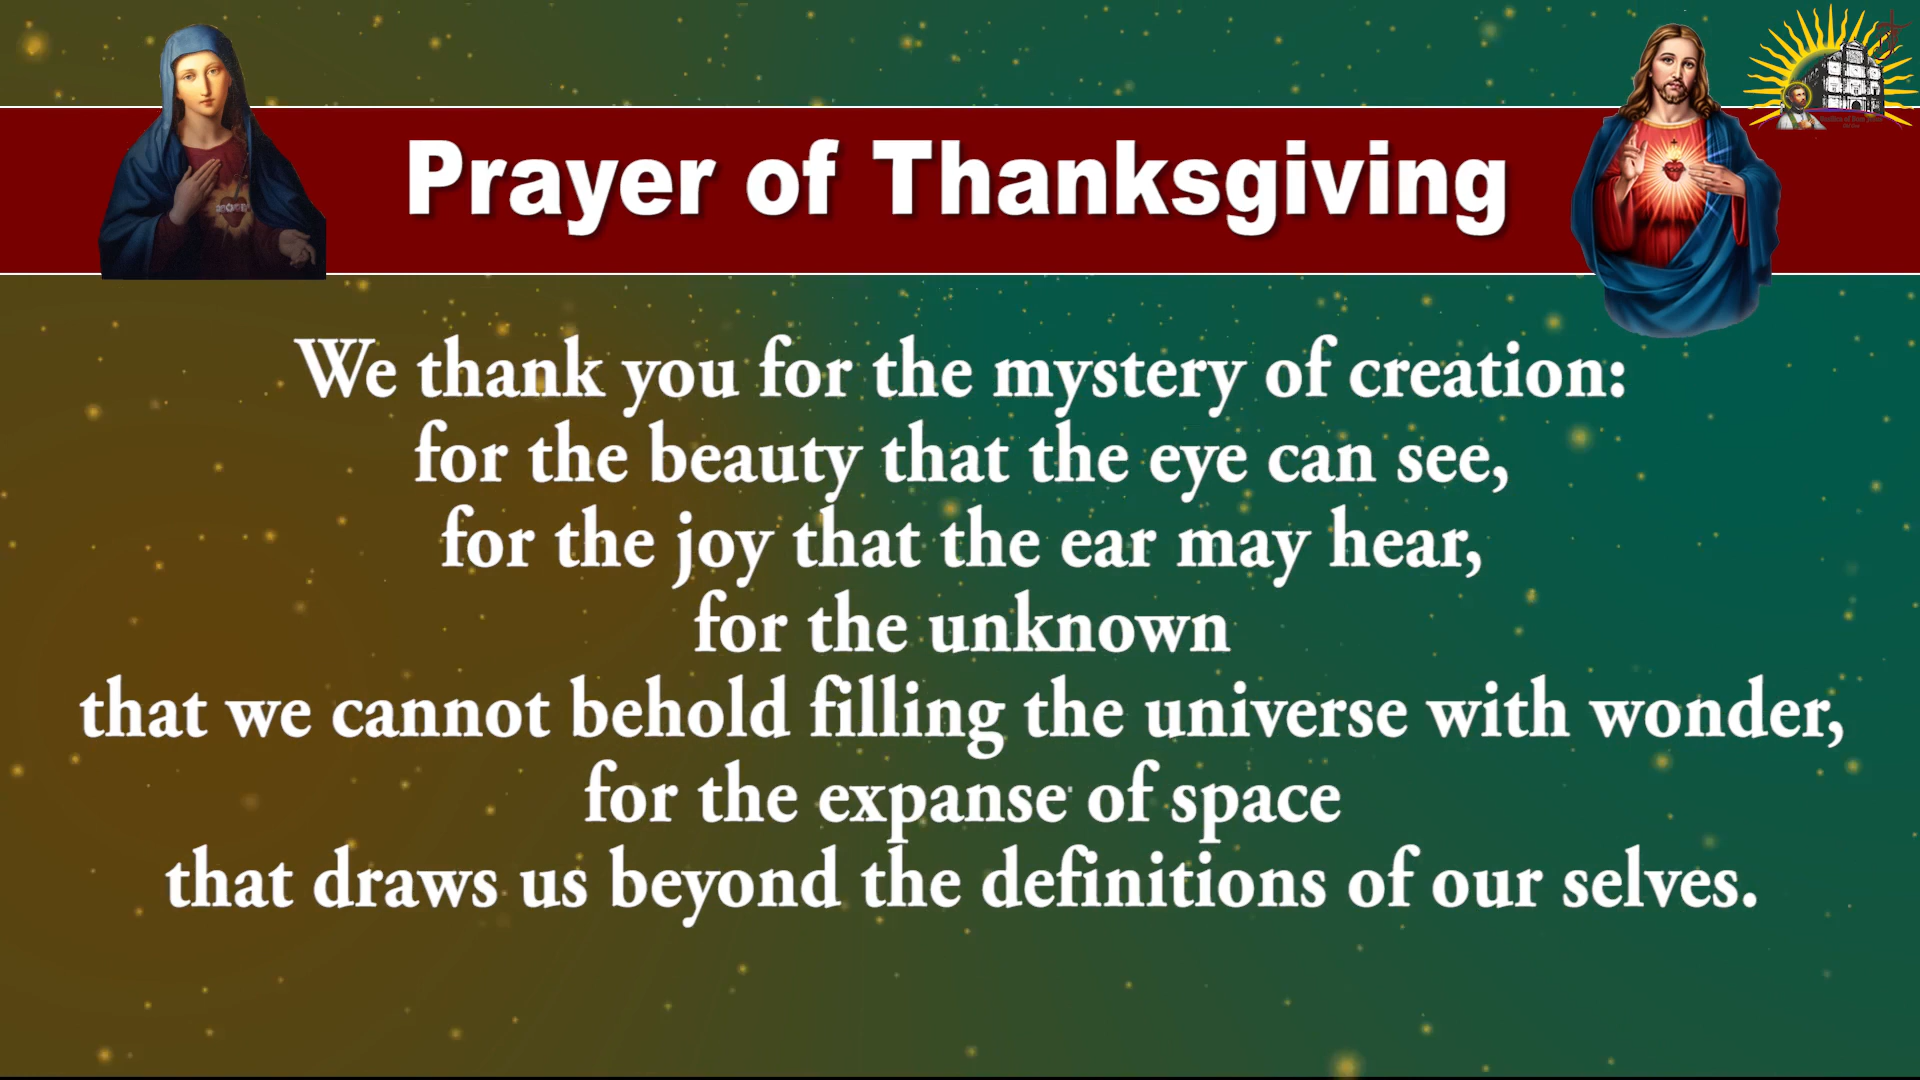 Prayer of Thanksgiving
We thank you for the mystery of creation:
for the beauty that the eye can see,
for the joy that the ear may hear,
for the unknown
that we cannot behold filling the universe with wonder,
for the expanse of space
that draws us beyond the definitions of our selves.